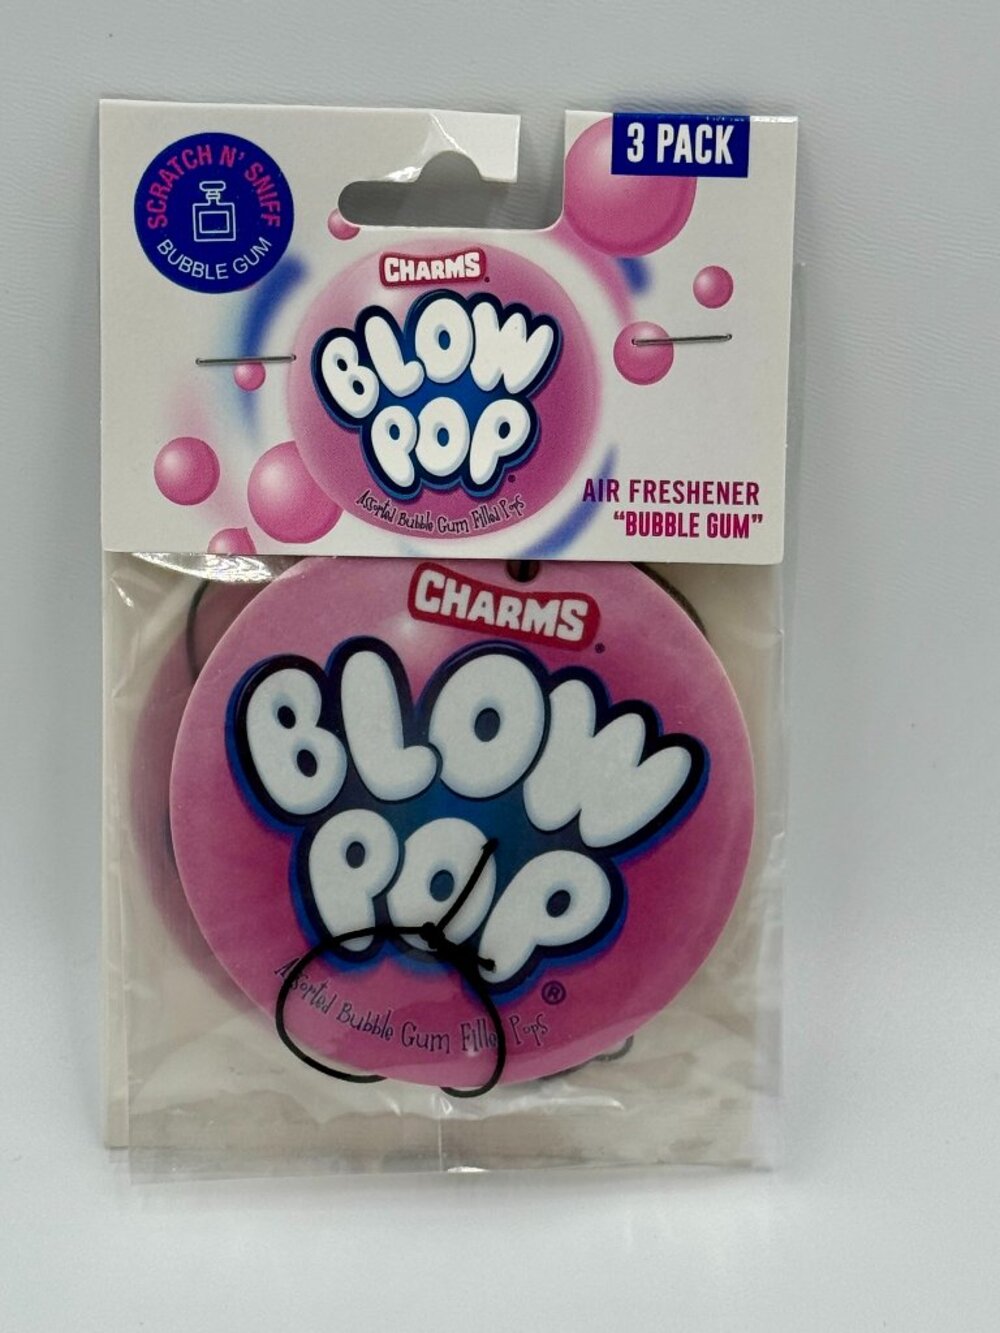 SCRATCH N' SNIFF
BUBBLE GUM
3 PACK
CHARMS®
BLOW
POP®
Assorted Bubble Gum Filled Pops
AIR FRESHENER
“BUBBLE GUM”
CHARMS®
BLOW
POP®
Assorted Bubble Gum Filled Pops